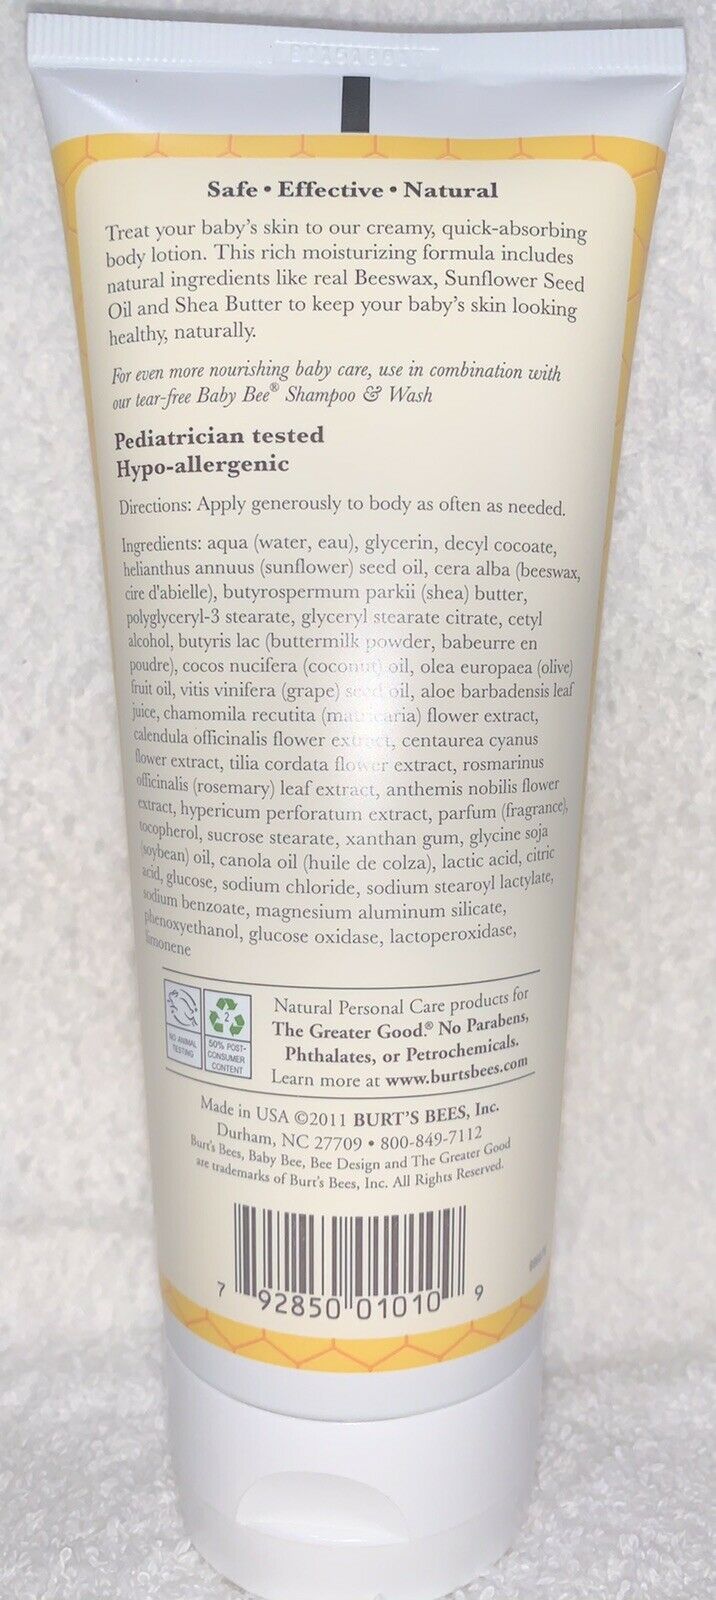 Safe • Effective • Natural
Treat your baby's skin to our creamy, quick-absorbing
body lotion. This rich moisturizing formula includes
natural ingredients like real Beeswax, Sunflower Seed
Oil and Shea Butter to keep your baby's skin looking
healthy, naturally.
For even more nourishing baby care, use in combination with
our tear-free Baby Bee® Shampoo & Wash
Pediatrician tested
Hypo-allergenic
Directions: Apply generously to body as often as needed.
Ingredients: aqua (water, eau), glycerin, decyl cocoate,
helianthus annuus (sunflower) seed oil, cera alba (beeswax,
cire d'abielle), butyrospermum parkii (shea) butter,
polyglyceryl-3 stearate, glyceryl stearate citrate, cetyl
alcohol, butyris lac (buttermilk powder, babeurre en
poudre), cocos nucifera (coconut) oil, olea europaea (olive)
fruit oil, vitis vinifera (grape) seed oil, aloe barbadensis leaf
juice, chamomila recutita (matricaria) flower extract,
calendula officinalis flower extract, centaurea cyanus
flower extract, tilia cordata flower extract, rosmarinus
officinalis (rosemary) leaf extract, anthemis nobilis flower
extract, hypericum perforatum extract, parfum (fragrance),
tocopherol, sucrose stearate, xanthan gum, glycine soja
(soybean) oil, canola oil (huile de colza), lactic acid, citric
acid, glucose, sodium chloride, sodium stearoyl lactylate,
sodium benzoate, magnesium aluminum silicate,
phenoxyethanol, glucose oxidase, lactoperoxidase,
limonene
NO ANIMAL
TESTING
2
50% POST-
CONSUMER
CONTENT
Natural Personal Care products for
The Greater Good.® No Parabens,
Phthalates, or Petrochemicals.
Learn more at www.burtsbees.com
Made in USA ©2011 BURT'S BEES, Inc.
Durham, NC 27709 • 800-849-7112
Burt's Bees, Baby Bee, Bee Design and The Greater Good
are trademarks of Burt's Bees, Inc. All Rights Reserved.
7 92850 01010 9